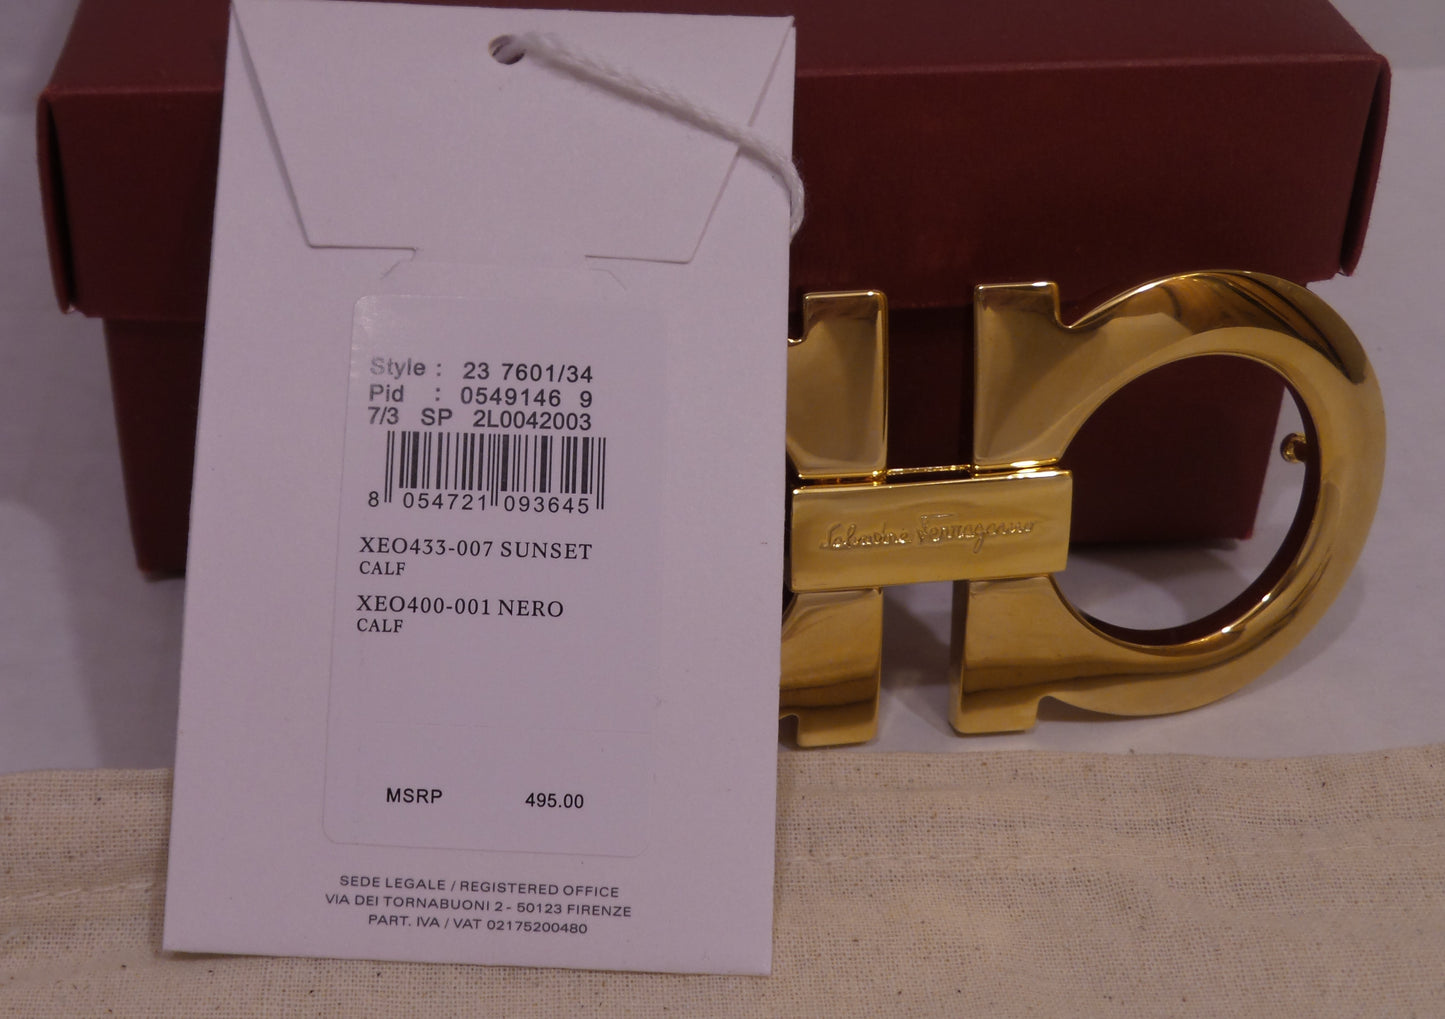 Style : 23 7601/34
Pid : 0549146 9
7/3 SP 2L0042003
8 054721 093645
XEO433-007 SUNSET
CALF
XEO400-001 NERO
CALF
MSRP 495.00
SEDE LEGALE / REGISTERED OFFICE
VIA DEI TORNABUONI 2 - 50123 FIRENZE
PART. IVA / VAT 02175200480
Salvatore Ferragamo